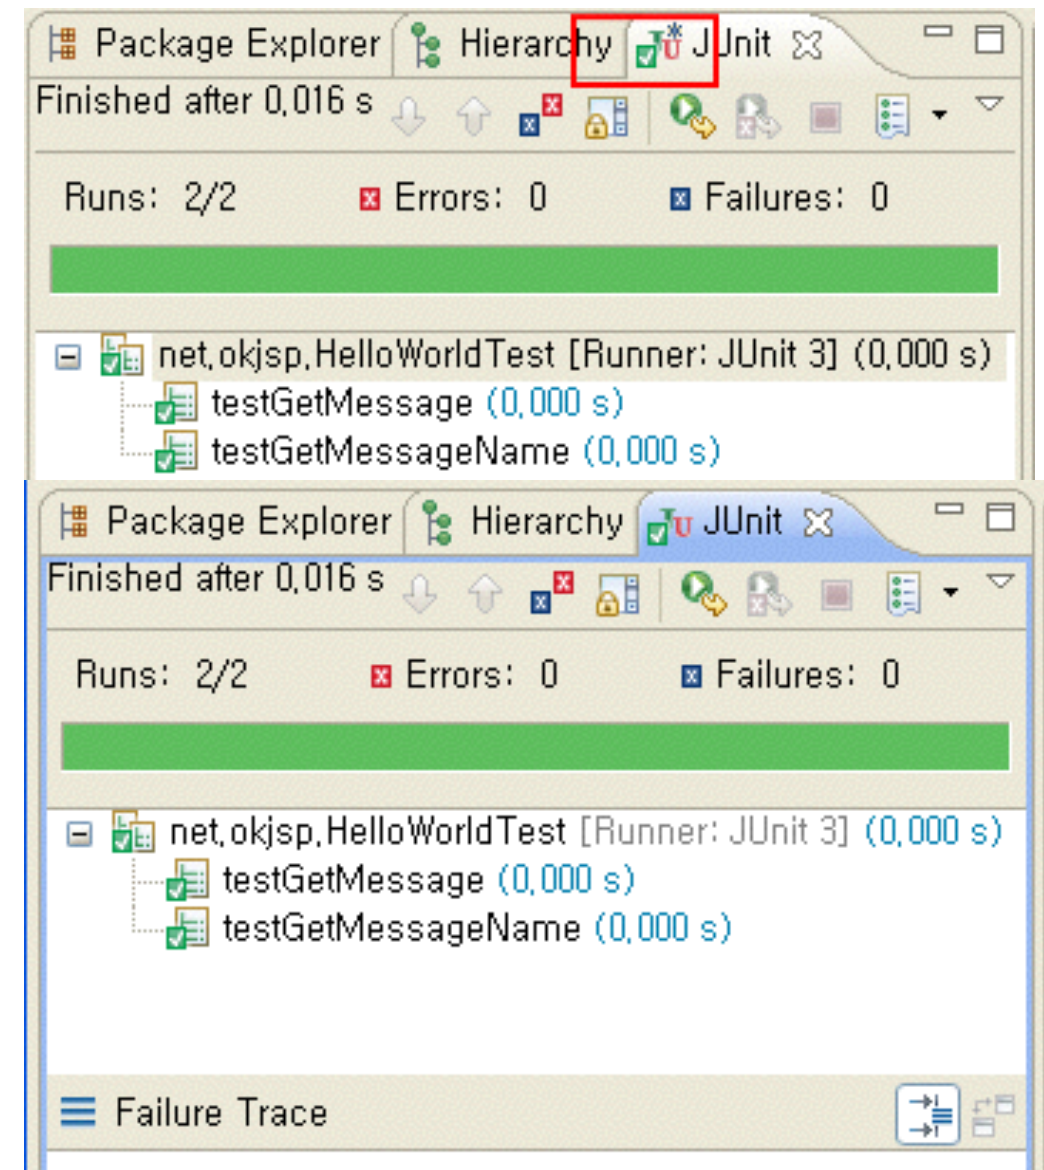 Package Explorer Hierarchy JUnit
Finished after 0,016 s
Runs: 2/2 Errors: 0 Failures: 0
net,okjsp,HelloWorldTest [Runner: JUnit 3] (0,000 s)
testGetMessage (0,000 s)
testGetMessageName (0,000 s)
Package Explorer Hierarchy JUnit
Finished after 0,016 s
Runs: 2/2 Errors: 0 Failures: 0
net,okjsp,HelloWorldTest [Runner: JUnit 3] (0,000 s)
testGetMessage (0,000 s)
testGetMessageName (0,000 s)
Failure Trace